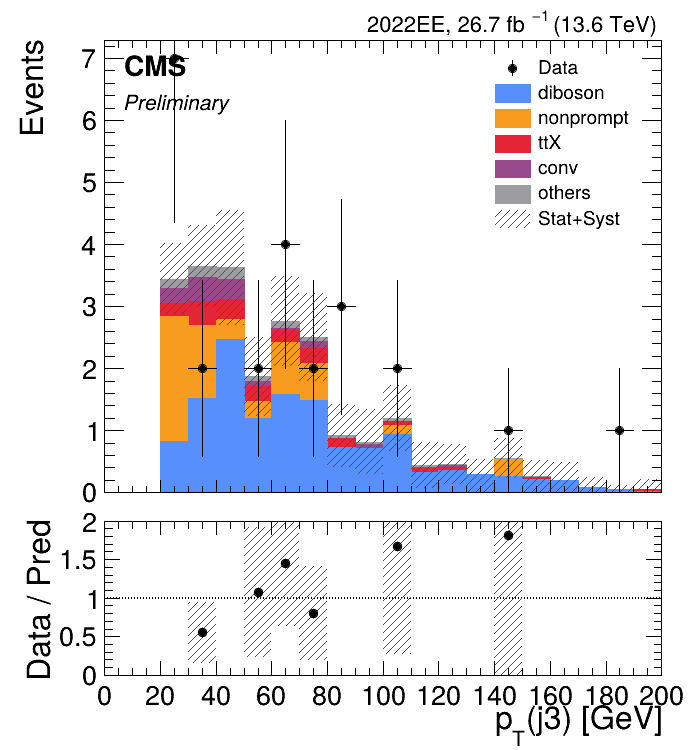 2022EE, 26.7 fb⁻¹ (13.6 TeV)
Events
CMS
Preliminary
Data
diboson
nonprompt
ttX
conv
others
Stat+Syst
7
6
5
4
3
2
1
0
Data / Pred
2
1.5
1
0.5
0
0 20 40 60 80 100 120 140 160 180 200
p_T(j3) [GeV]